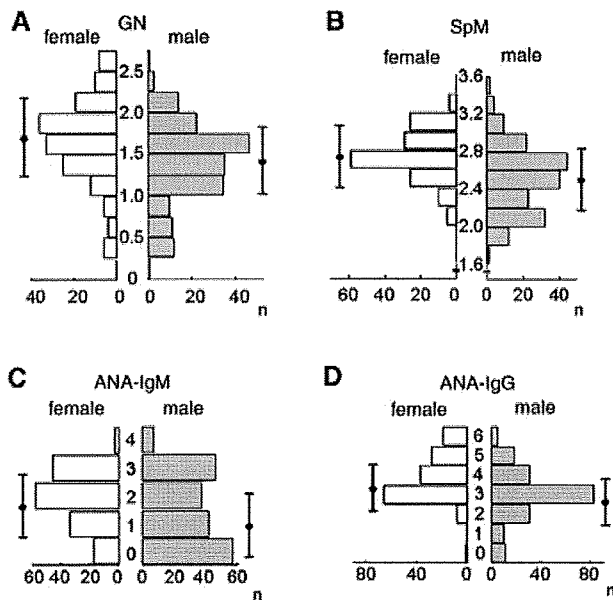 A
GN
female male
2.5
2.0
1.5
1.0
0.5
0
40 20 0 0 20 40
n
B
SpM
female male
3.6
3.2
2.8
2.4
2.0
1.6
60 40 20 0 0 20 40
n
C
ANA-IgM
female male
4
3
2
1
0
60 40 20 0 0 20 40 60
n
D
ANA-IgG
female male
6
5
4
3
2
1
0
80 40 0 0 40 80
n